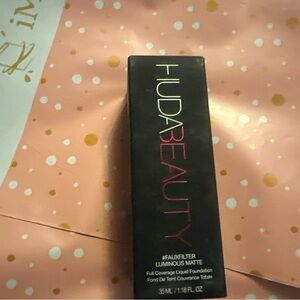 HUDABEAUTY
#FAUXFILTER
LUMINOUS MATTE
Full Coverage Liquid Foundation
Fond De Teint Couvrance Totale
35 ML / 1.18 FL. OZ